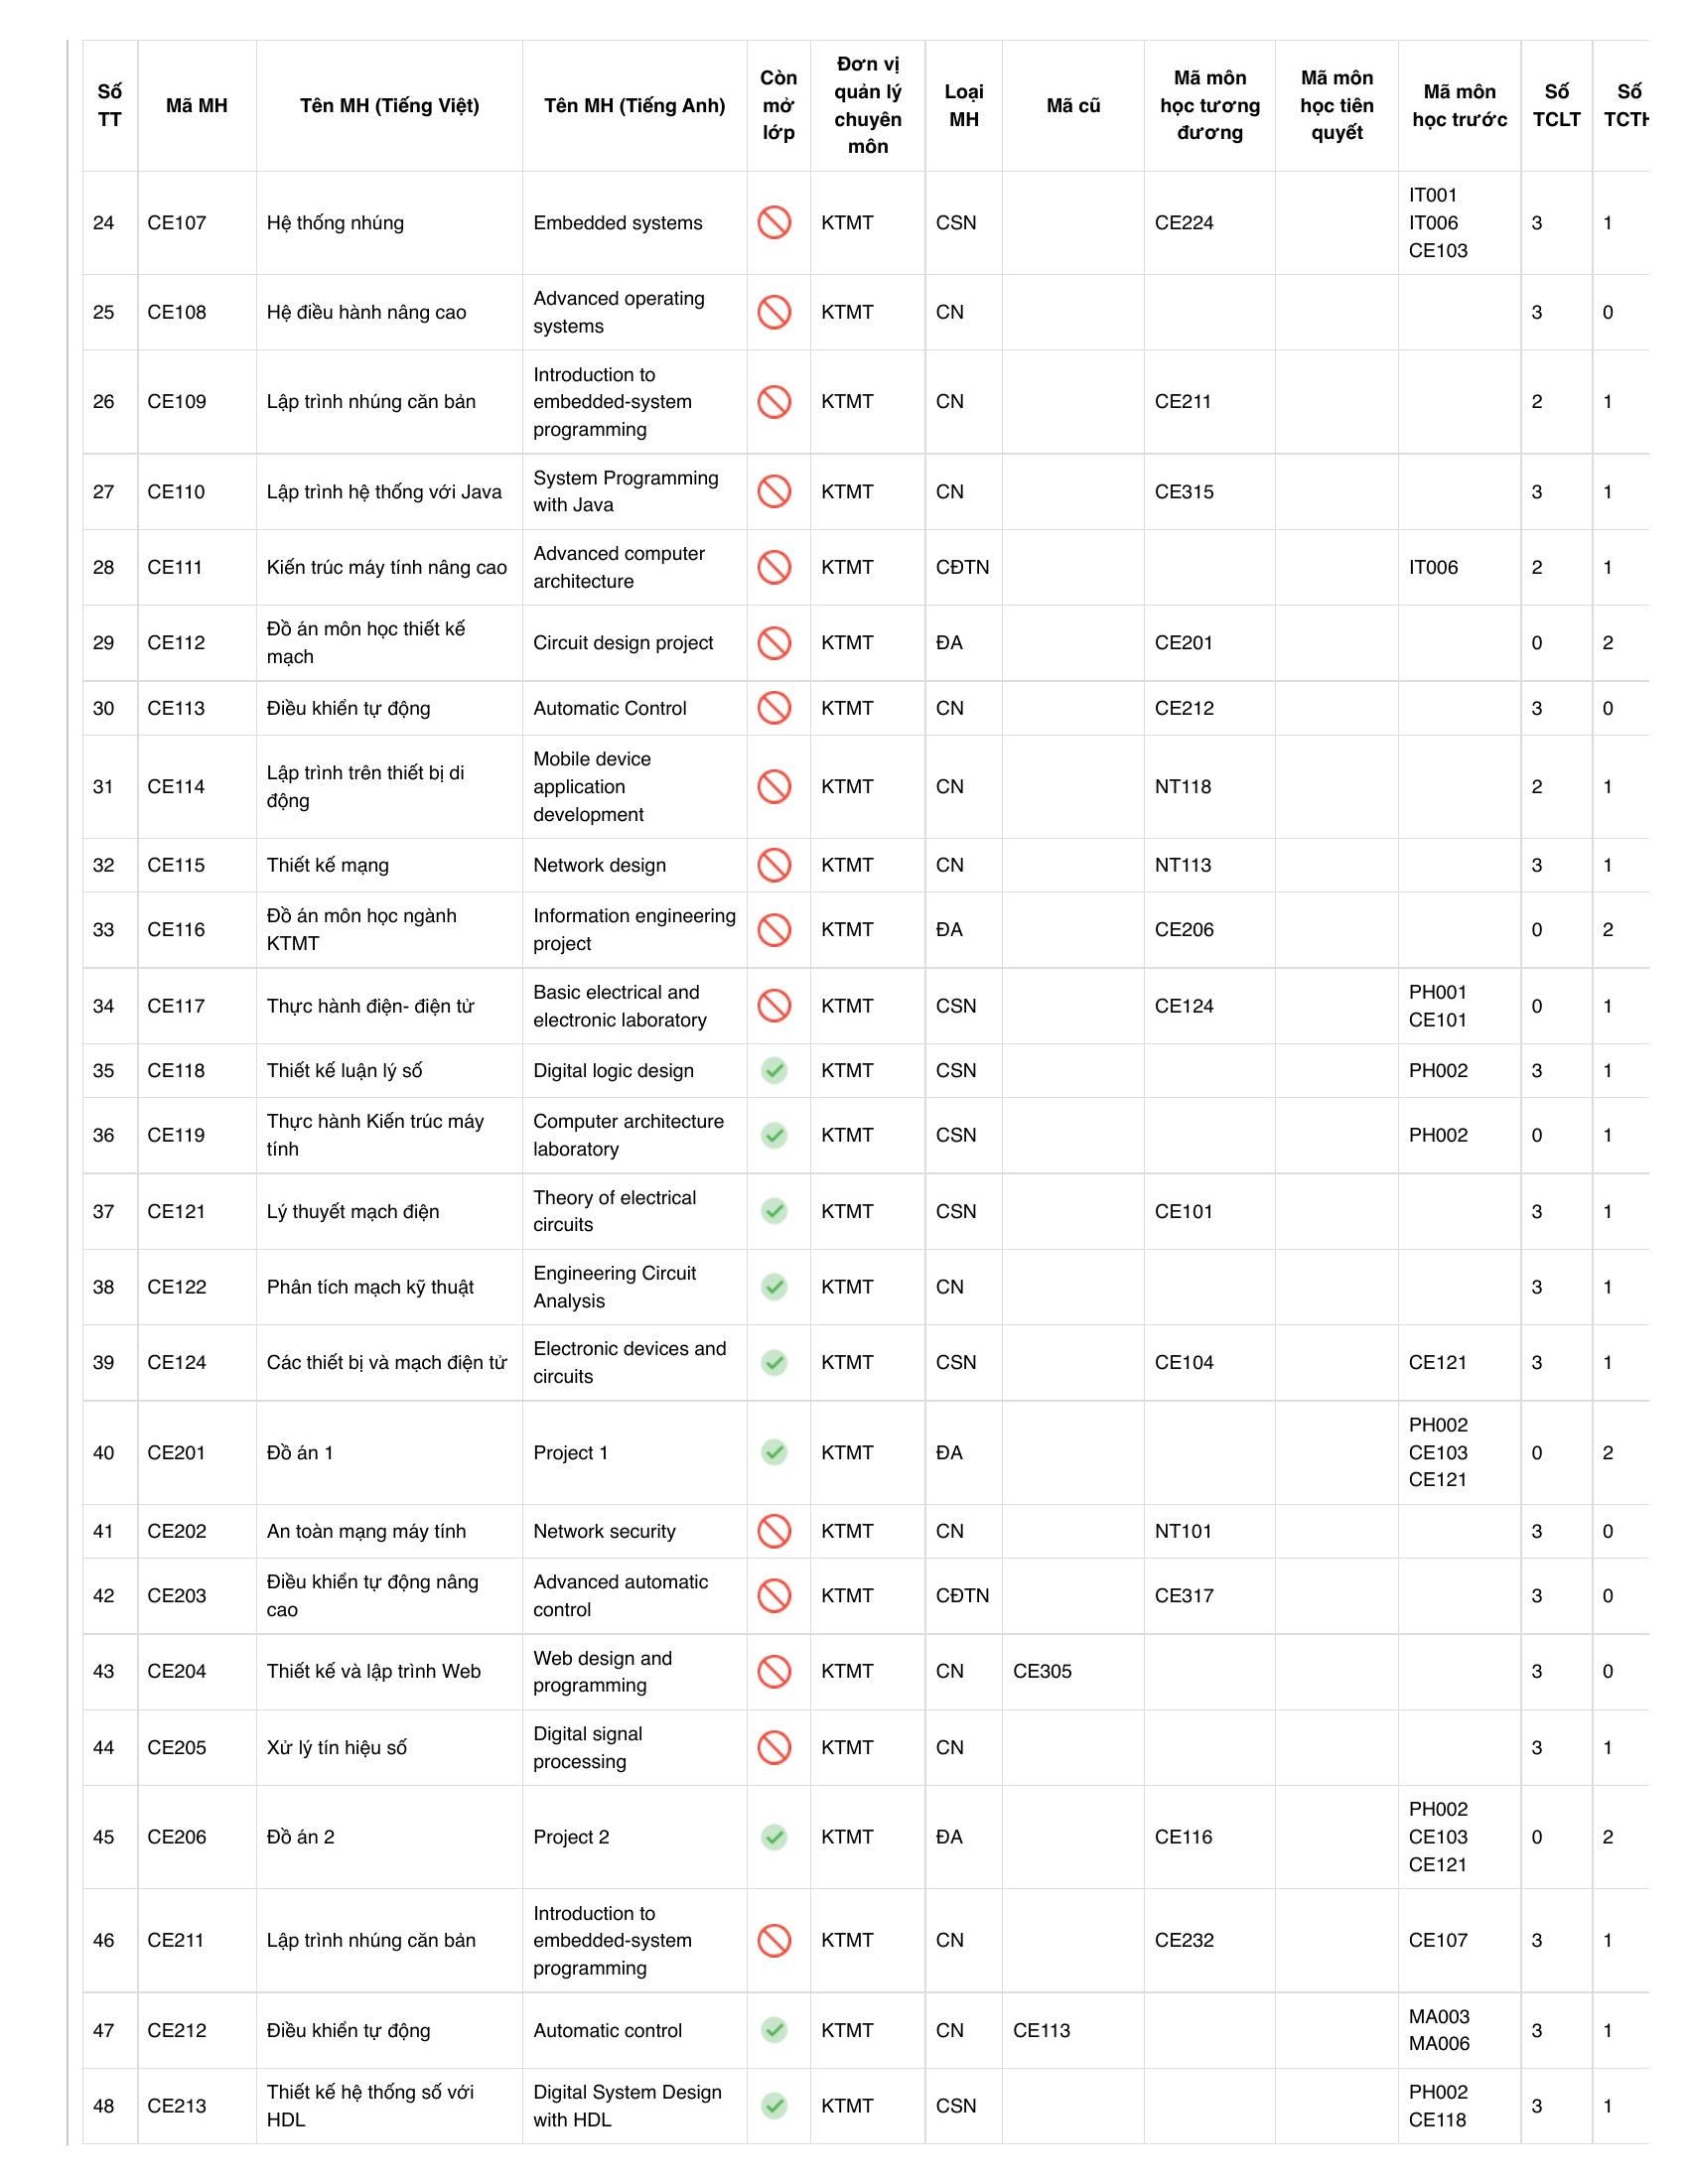 Số TT Mã MH Tên MH (Tiếng Việt) Tên MH (Tiếng Anh) Còn mở lớp Đơn vị quản lý chuyên môn Loại MH Mã cũ Mã môn học tương đương Mã môn học tiên quyết Mã môn học trước Số TCLT Số TCTH
24 CE107 Hệ thống nhúng Embedded systems KTMT CSN CE224 IT001 IT006 CE103 3 1
25 CE108 Hệ điều hành nâng cao Advanced operating systems KTMT CN 3 0
26 CE109 Lập trình nhúng căn bản Introduction to embedded-system programming KTMT CN CE211 2 1
27 CE110 Lập trình hệ thống với Java System Programming with Java KTMT CN CE315 3 1
28 CE111 Kiến trúc máy tính nâng cao Advanced computer architecture KTMT CĐTN IT006 2 1
29 CE112 Đồ án môn học thiết kế mạch Circuit design project KTMT ĐA CE201 0 2
30 CE113 Điều khiển tự động Automatic Control KTMT CN CE212 3 0
31 CE114 Lập trình trên thiết bị di động Mobile device application development KTMT CN NT118 2 1
32 CE115 Thiết kế mạng Network design KTMT CN NT113 3 1
33 CE116 Đồ án môn học ngành KTMT Information engineering project KTMT ĐA CE206 0 2
34 CE117 Thực hành điện- điện tử Basic electrical and electronic laboratory KTMT CSN CE124 PH001 CE101 0 1
35 CE118 Thiết kế luận lý số Digital logic design KTMT CSN PH002 3 1
36 CE119 Thực hành Kiến trúc máy tính Computer architecture laboratory KTMT CSN PH002 0 1
37 CE121 Lý thuyết mạch điện Theory of electrical circuits KTMT CSN CE101 3 1
38 CE122 Phân tích mạch kỹ thuật Engineering Circuit Analysis KTMT CN 3 1
39 CE124 Các thiết bị và mạch điện tử Electronic devices and circuits KTMT CSN CE104 CE121 3 1
40 CE201 Đồ án 1 Project 1 KTMT ĐA PH002 CE103 CE121 0 2
41 CE202 An toàn mạng máy tính Network security KTMT CN NT101 3 0
42 CE203 Điều khiển tự động nâng cao Advanced automatic control KTMT CĐTN CE317 3 0
43 CE204 Thiết kế và lập trình Web Web design and programming KTMT CN CE305 3 0
44 CE205 Xử lý tín hiệu số Digital signal processing KTMT CN 3 1
45 CE206 Đồ án 2 Project 2 KTMT ĐA CE116 PH002 CE103 CE121 0 2
46 CE211 Lập trình nhúng căn bản Introduction to embedded-system programming KTMT CN CE232 CE107 3 1
47 CE212 Điều khiển tự động Automatic control KTMT CN CE113 MA003 MA006 3 1
48 CE213 Thiết kế hệ thống số với HDL Digital System Design with HDL KTMT CSN PH002 CE118 3 1